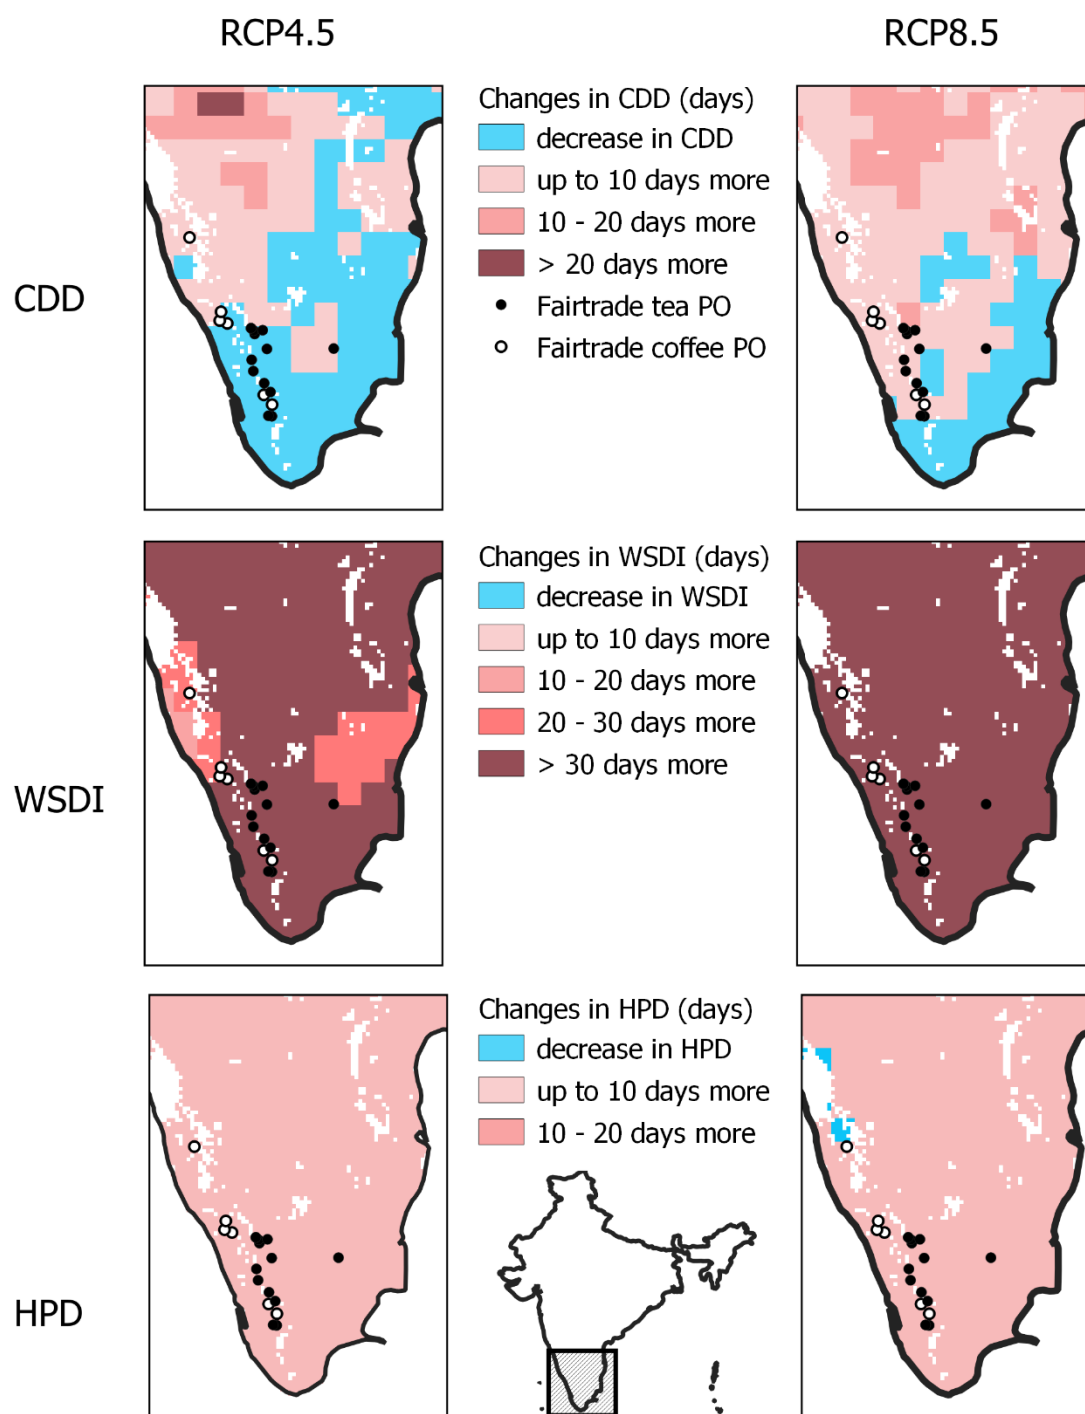 RCP4.5
RCP8.5
CDD
Changes in CDD (days)
decrease in CDD
up to 10 days more
10 - 20 days more
> 20 days more
Fairtrade tea PO
Fairtrade coffee PO
WSDI
Changes in WSDI (days)
decrease in WSDI
up to 10 days more
10 - 20 days more
20 - 30 days more
> 30 days more
HPD
Changes in HPD (days)
decrease in HPD
up to 10 days more
10 - 20 days more